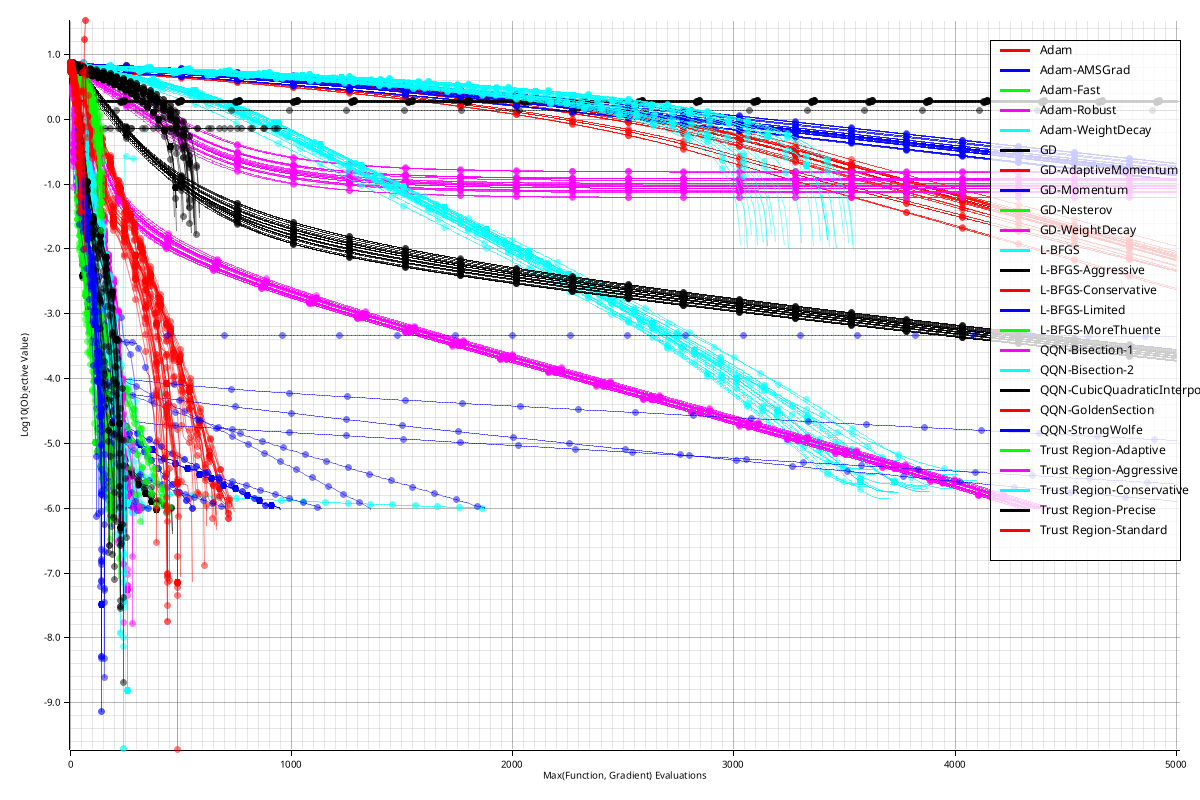 1.0
0.0
-1.0
-2.0
-3.0
-4.0
-5.0
-6.0
-7.0
-8.0
-9.0
Log10(Objective Value)
0
1000
2000
3000
4000
5000
Max(Function, Gradient) Evaluations
Adam
Adam-AMSGrad
Adam-Fast
Adam-Robust
Adam-WeightDecay
GD
GD-AdaptiveMomentum
GD-Momentum
GD-Nesterov
GD-WeightDecay
L-BFGS
L-BFGS-Aggressive
L-BFGS-Conservative
L-BFGS-Limited
L-BFGS-MoreThuente
QQN-Bisection-1
QQN-Bisection-2
QQN-CubicQuadraticInterpo
QQN-GoldenSection
QQN-StrongWolfe
Trust Region-Adaptive
Trust Region-Aggressive
Trust Region-Conservative
Trust Region-Precise
Trust Region-Standard